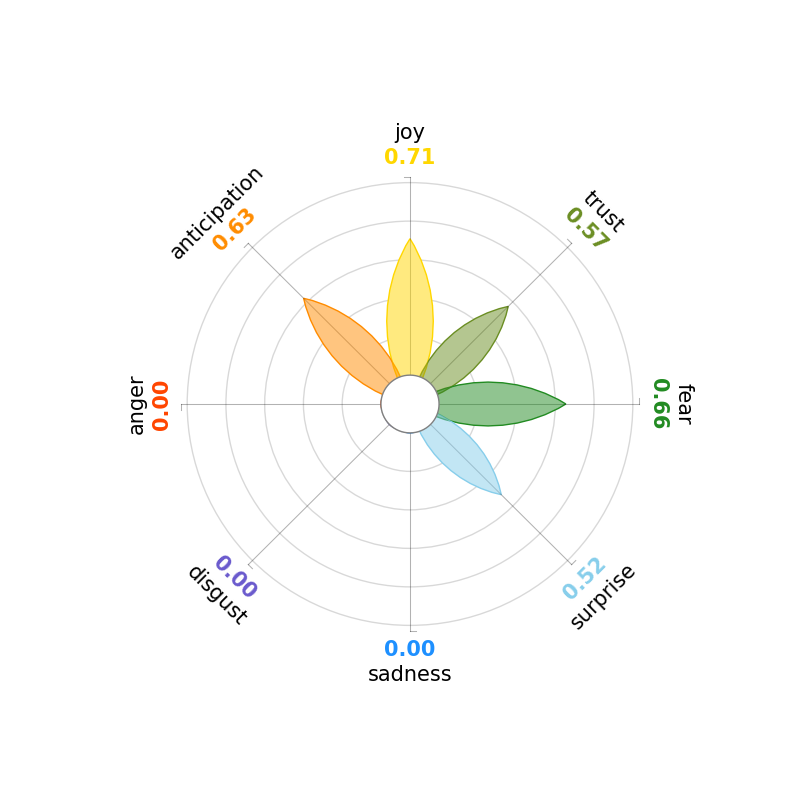 joy
0.71
trust
0.57
fear
0.66
surprise
0.52
sadness
0.00
disgust
0.00
anger
0.00
anticipation
0.63